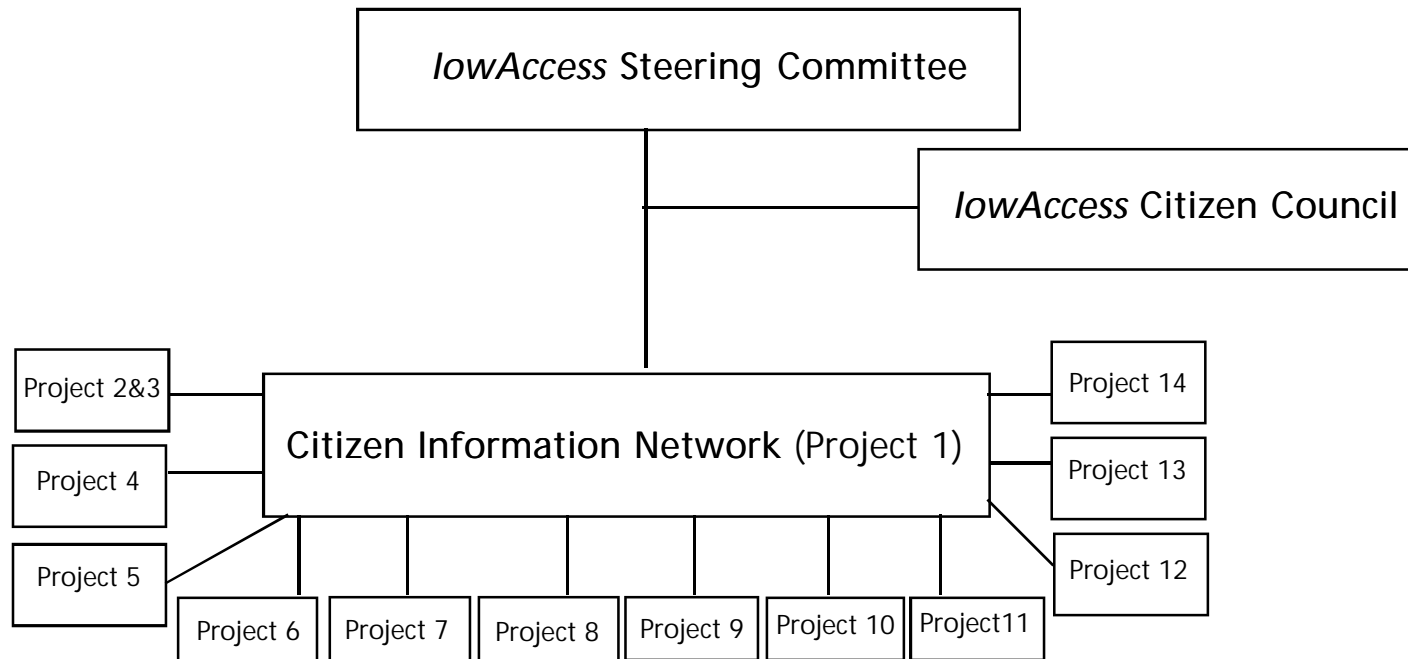 IowAccess Steering Committee
IowAccess Citizen Council
Project 2&3
Project 14
Citizen Information Network (Project 1)
Project 4
Project 13
Project 5
Project 12
Project 6
Project 7
Project 8
Project 9
Project 10
Project11